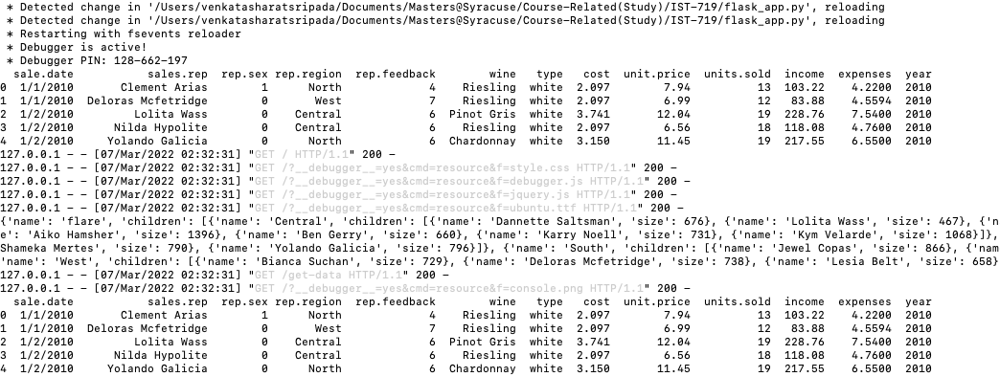 * Detected change in '/Users/venkatasharatsripada/Documents/Masters@Syracuse/Course-Related(Study)/IST-719/flask_app.py', reloading
* Detected change in '/Users/venkatasharatsripada/Documents/Masters@Syracuse/Course-Related(Study)/IST-719/flask_app.py', reloading
* Restarting with fsevents reloader
* Debugger is active!
* Debugger PIN: 128-662-197
sale.date sales.rep rep.sex rep.region rep.feedback wine type cost unit.price units.sold income expenses year
0 1/1/2010 Clement Arias 1 North 4 Riesling white 2.097 7.94 13 103.22 4.2200 2010
1 1/1/2010 Deloras Mcfetridge 0 West 7 Riesling white 2.097 6.99 12 83.88 4.5594 2010
2 1/2/2010 Lolita Wass 0 Central 6 Pinot Gris white 3.741 12.04 19 228.76 7.5400 2010
3 1/2/2010 Nilda Hypolite 0 Central 6 Riesling white 2.097 6.56 18 118.08 4.7600 2010
4 1/2/2010 Yolando Galicia 0 North 6 Chardonnay white 3.150 11.45 19 217.55 6.5500 2010
127.0.0.1 - - [07/Mar/2022 02:32:31] "GET / HTTP/1.1" 200 -
127.0.0.1 - - [07/Mar/2022 02:32:31] "GET /?__debugger__=yes&cmd=resource&f=style.css HTTP/1.1" 200 -
127.0.0.1 - - [07/Mar/2022 02:32:31] "GET /?__debugger__=yes&cmd=resource&f=debugger.js HTTP/1.1" 200 -
127.0.0.1 - - [07/Mar/2022 02:32:31] "GET /?__debugger__=yes&cmd=resource&f=jquery.js HTTP/1.1" 200 -
127.0.0.1 - - [07/Mar/2022 02:32:31] "GET /?__debugger__=yes&cmd=resource&f=ubuntu.ttf HTTP/1.1" 200 -
{'name': 'flare', 'children': [{'name': 'Central', 'children': [{'name': 'Dannette Saltsman', 'size': 676}, {'name': 'Lolita Wass', 'size': 467}, {'n
e': 'Aiko Hamsher', 'size': 1396}, {'name': 'Ben Gerry', 'size': 660}, {'name': 'Karry Noell', 'size': 731}, {'name': 'Kym Velarde', 'size': 1068}]},
Shameka Mertes', 'size': 790}, {'name': 'Yolando Galicia', 'size': 796}]}, {'name': 'South', 'children': [{'name': 'Jewel Copas', 'size': 866}, {'nam
'name': 'West', 'children': [{'name': 'Bianca Suchan', 'size': 729}, {'name': 'Deloras Mcfetridge', 'size': 738}, {'name': 'Lesia Belt', 'size': 658}
127.0.0.1 - - [07/Mar/2022 02:32:31] "GET /get-data HTTP/1.1" 200 -
127.0.0.1 - - [07/Mar/2022 02:32:31] "GET /?__debugger__=yes&cmd=resource&f=console.png HTTP/1.1" 200 -
sale.date sales.rep rep.sex rep.region rep.feedback wine type cost unit.price units.sold income expenses year
0 1/1/2010 Clement Arias 1 North 4 Riesling white 2.097 7.94 13 103.22 4.2200 2010
1 1/1/2010 Deloras Mcfetridge 0 West 7 Riesling white 2.097 6.99 12 83.88 4.5594 2010
2 1/2/2010 Lolita Wass 0 Central 6 Pinot Gris white 3.741 12.04 19 228.76 7.5400 2010
3 1/2/2010 Nilda Hypolite 0 Central 6 Riesling white 2.097 6.56 18 118.08 4.7600 2010
4 1/2/2010 Yolando Galicia 0 North 6 Chardonnay white 3.150 11.45 19 217.55 6.5500 2010